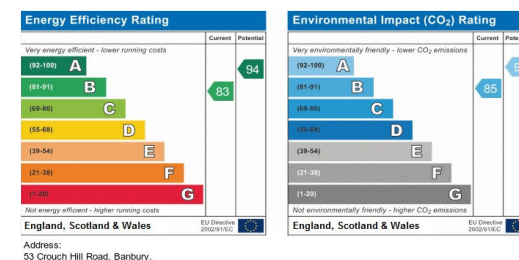 Energy Efficiency Rating
Current Potential
Very energy efficient - lower running costs
(92-100) A
94
(81-91) B
83
(69-80) C
(55-68) D
(39-54) E
(21-38) F
(1-20) G
Not energy efficient - higher running costs
England, Scotland & Wales
EU Directive
2002/91/EC
Environmental Impact (CO2) Rating
Current
Very environmentally friendly - lower CO2 emissions
(92-100) A
(81-91) B
85
(69-80) C
(55-68) D
(39-54) E
(21-38) F
(1-20) G
Not environmentally friendly - higher CO2 emissions
England, Scotland & Wales
EU Directive
2002/91/EC
Address:
53 Crouch Hill Road, Banbury,